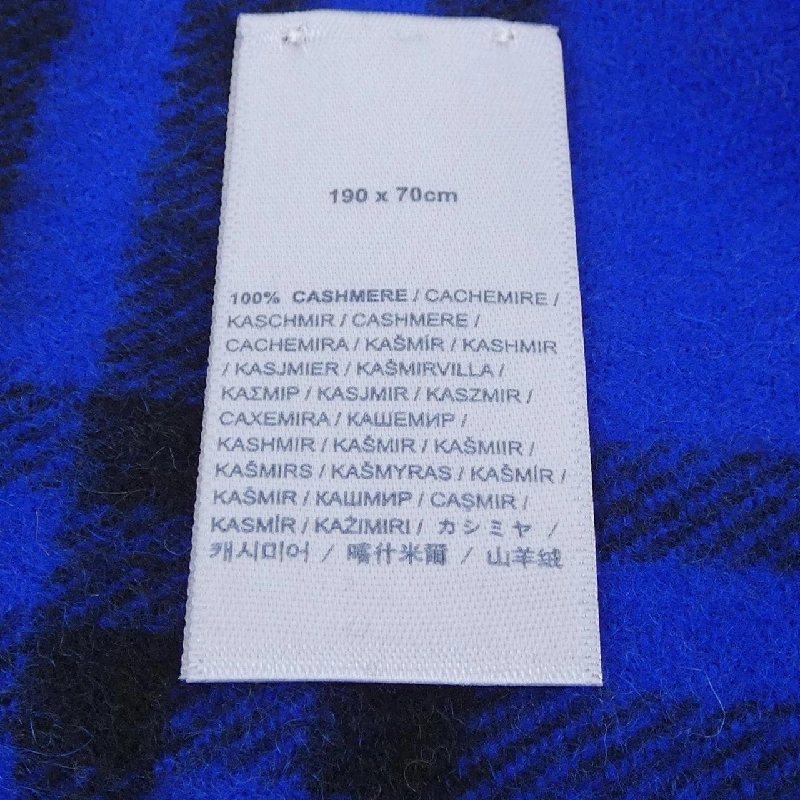 190 x 70cm
100% CASHMERE / CACHEMIRE /
KASCHMIR / CASHMERE /
CACHEMIRA / KAŠMÍR / KASHMIR
/ KASJMIER / KAŠMIRVILLA /
ΚΑΣΜΙΡ / KASJMIR / KASZMIR /
CAXEMIRA / КАШЕМИР /
KASHMIR / KAŠMIR / KAŠMIIR /
KAŠMIRS / KAŠMYRAS / KAŠMÍR /
KAŠMIR / КАШМИР / CAŞMIR /
KASMÍR / KAŻIMIRI / カシミヤ /
캐시미어 / 喀什米爾 / 山羊绒